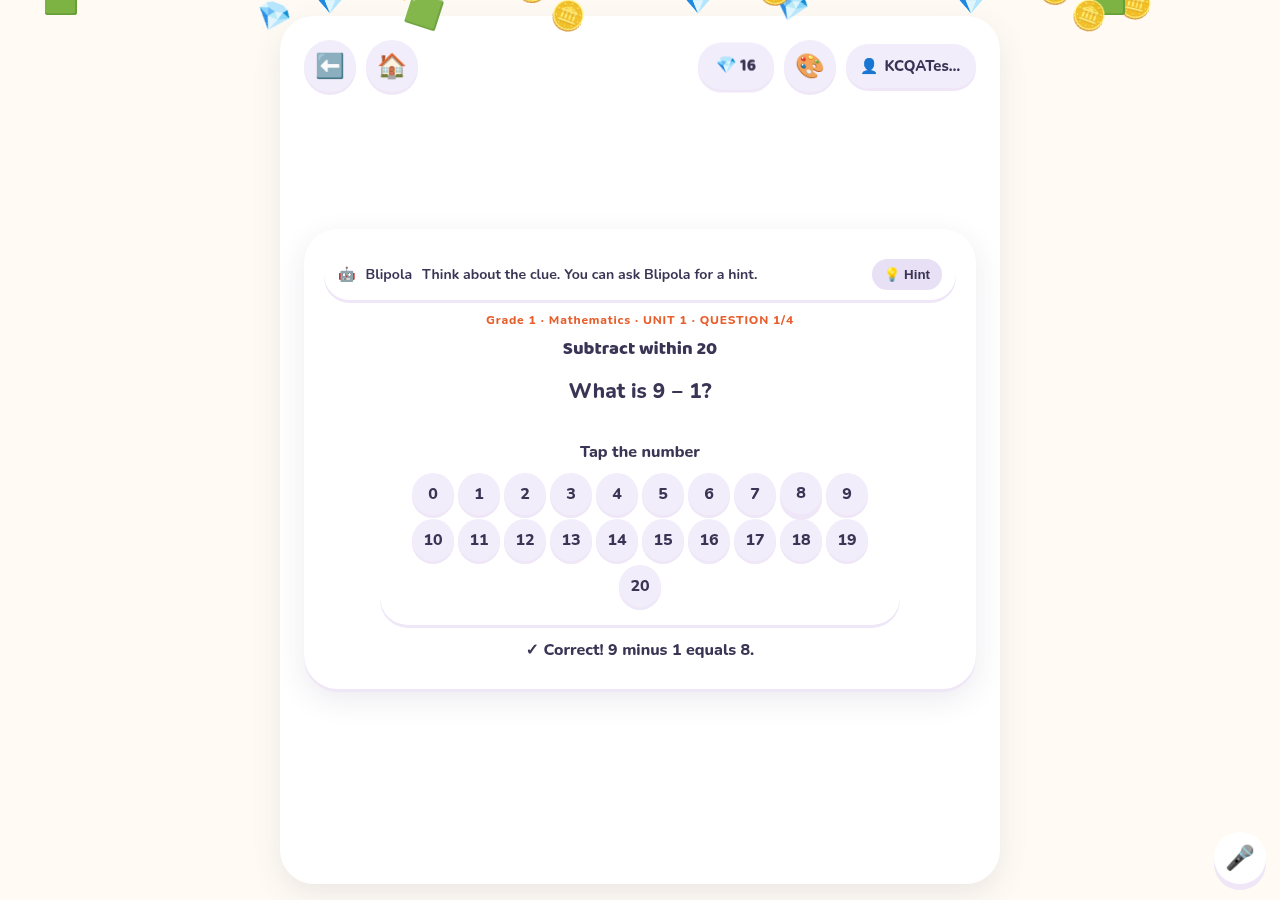 16
KCQATes...
Blipola Think about the clue. You can ask Blipola for a hint.
Hint
Grade 1 · Mathematics · UNIT 1 · QUESTION 1/4
Subtract within 20
What is 9 − 1?
Tap the number
0 1 2 3 4 5 6 7 8 9
10 11 12 13 14 15 16 17 18 19
20
✓ Correct! 9 minus 1 equals 8.